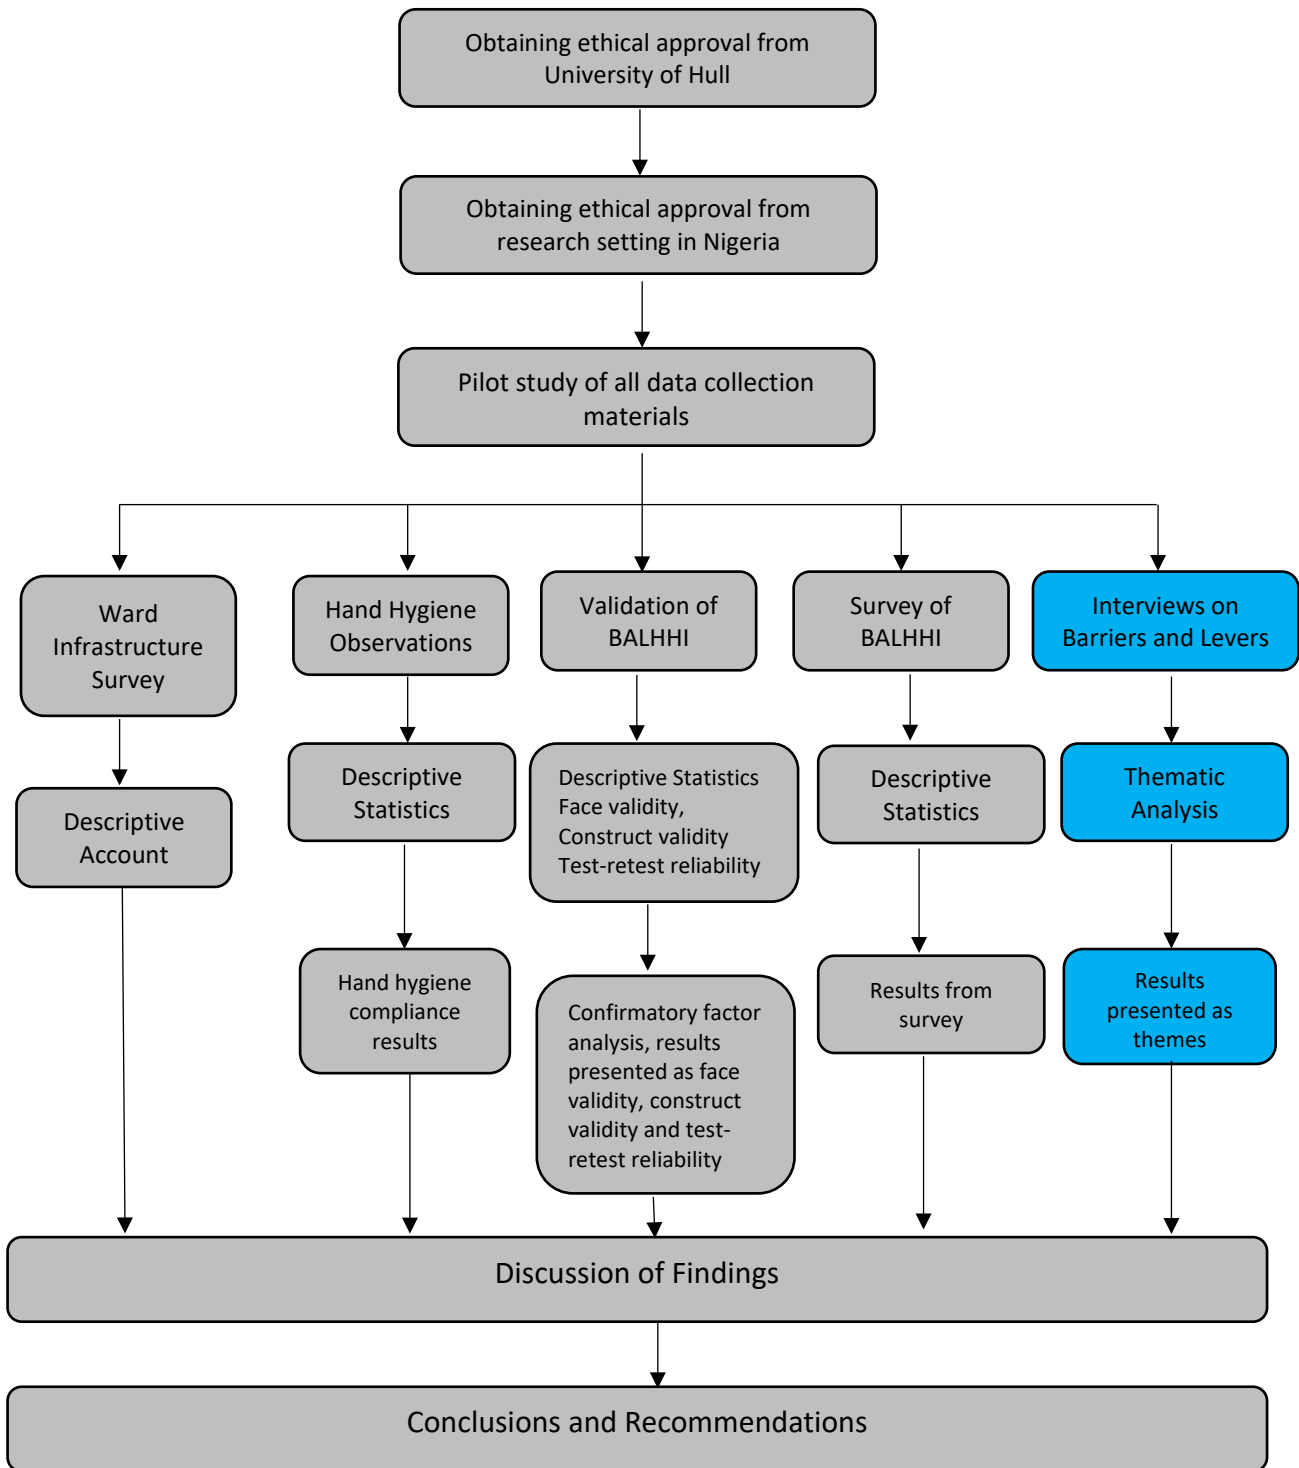 Obtaining ethical approval from
University of Hull
Obtaining ethical approval from
research setting in Nigeria
Pilot study of all data collection
materials
Ward
Infrastructure
Survey
Hand Hygiene
Observations
Validation of
BALHHI
Survey of
BALHHI
Interviews on
Barriers and Levers
Descriptive
Account
Descriptive
Statistics
Descriptive Statistics
Face validity,
Construct validity
Test-retest reliability
Descriptive
Statistics
Thematic
Analysis
Hand hygiene
compliance
results
Confirmatory factor
analysis, results
presented as face
validity, construct
validity and test-
retest reliability
Results from
survey
Results
presented as
themes
Discussion of Findings
Conclusions and Recommendations